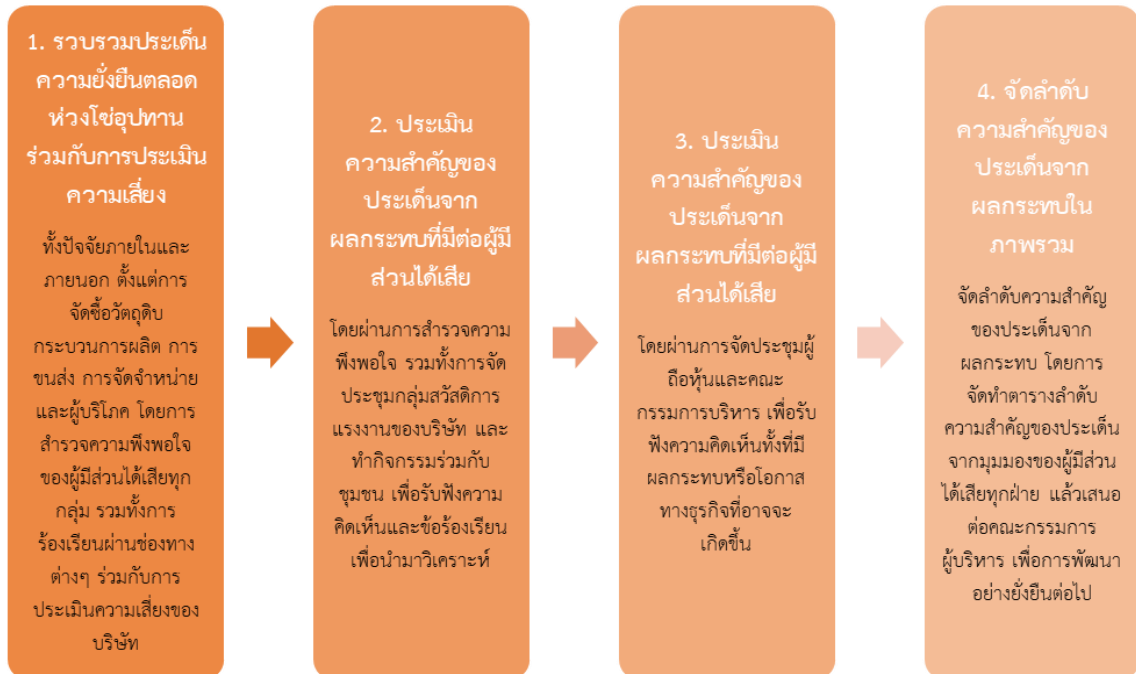 1. รวบรวมประเด็น
ความยั่งยืนตลอด
ห่วงโซ่อุปทาน
ร่วมกับการประเมิน
ความเสี่ยง
ทั้งปัจจัยภายในและ
ภายนอก ตั้งแต่การ
จัดซื้อวัตถุดิบ
กระบวนการผลิต การ
ขนส่ง การจัดจำหน่าย
และผู้บริโภค โดยการ
สำรวจความพึงพอใจ
ของผู้มีส่วนได้เสียทุก
กลุ่ม รวมทั้งการ
ร้องเรียนผ่านช่องทาง
ต่างๆ ร่วมกับการ
ประเมินความเสี่ยงของ
บริษัท
2. ประเมิน
ความสำคัญของ
ประเด็นจาก
ผลกระทบที่มีต่อผู้มี
ส่วนได้เสีย
โดยผ่านการสำรวจความ
พึงพอใจ รวมทั้งการจัด
ประชุมกลุ่มสวัสดิการ
แรงงานของบริษัท และ
ทำกิจกรรมร่วมกับ
ชุมชน เพื่อรับฟังความ
คิดเห็นและข้อร้องเรียน
เพื่อนำมาวิเคราะห์
3. ประเมิน
ความสำคัญของ
ประเด็นจาก
ผลกระทบที่มีต่อผู้มี
ส่วนได้เสีย
โดยผ่านการจัดประชุมผู้
ถือหุ้นและคณะ
กรรมการบริหาร เพื่อรับ
ฟังความคิดเห็นทั้งที่มี
ผลกระทบหรือโอกาส
ทางธุรกิจที่อาจจะ
เกิดขึ้น
4. จัดลำดับ
ความสำคัญของ
ประเด็นจาก
ผลกระทบใน
ภาพรวม
จัดลำดับความสำคัญ
ของประเด็นจาก
ผลกระทบ โดยการ
จัดทำตารางลำดับ
ความสำคัญของประเด็น
จากมุมมองของผู้มีส่วน
ได้เสียทุกฝ่าย แล้วเสนอ
ต่อคณะกรรมการ
ผู้บริหาร เพื่อการพัฒนา
อย่างยั่งยืนต่อไป